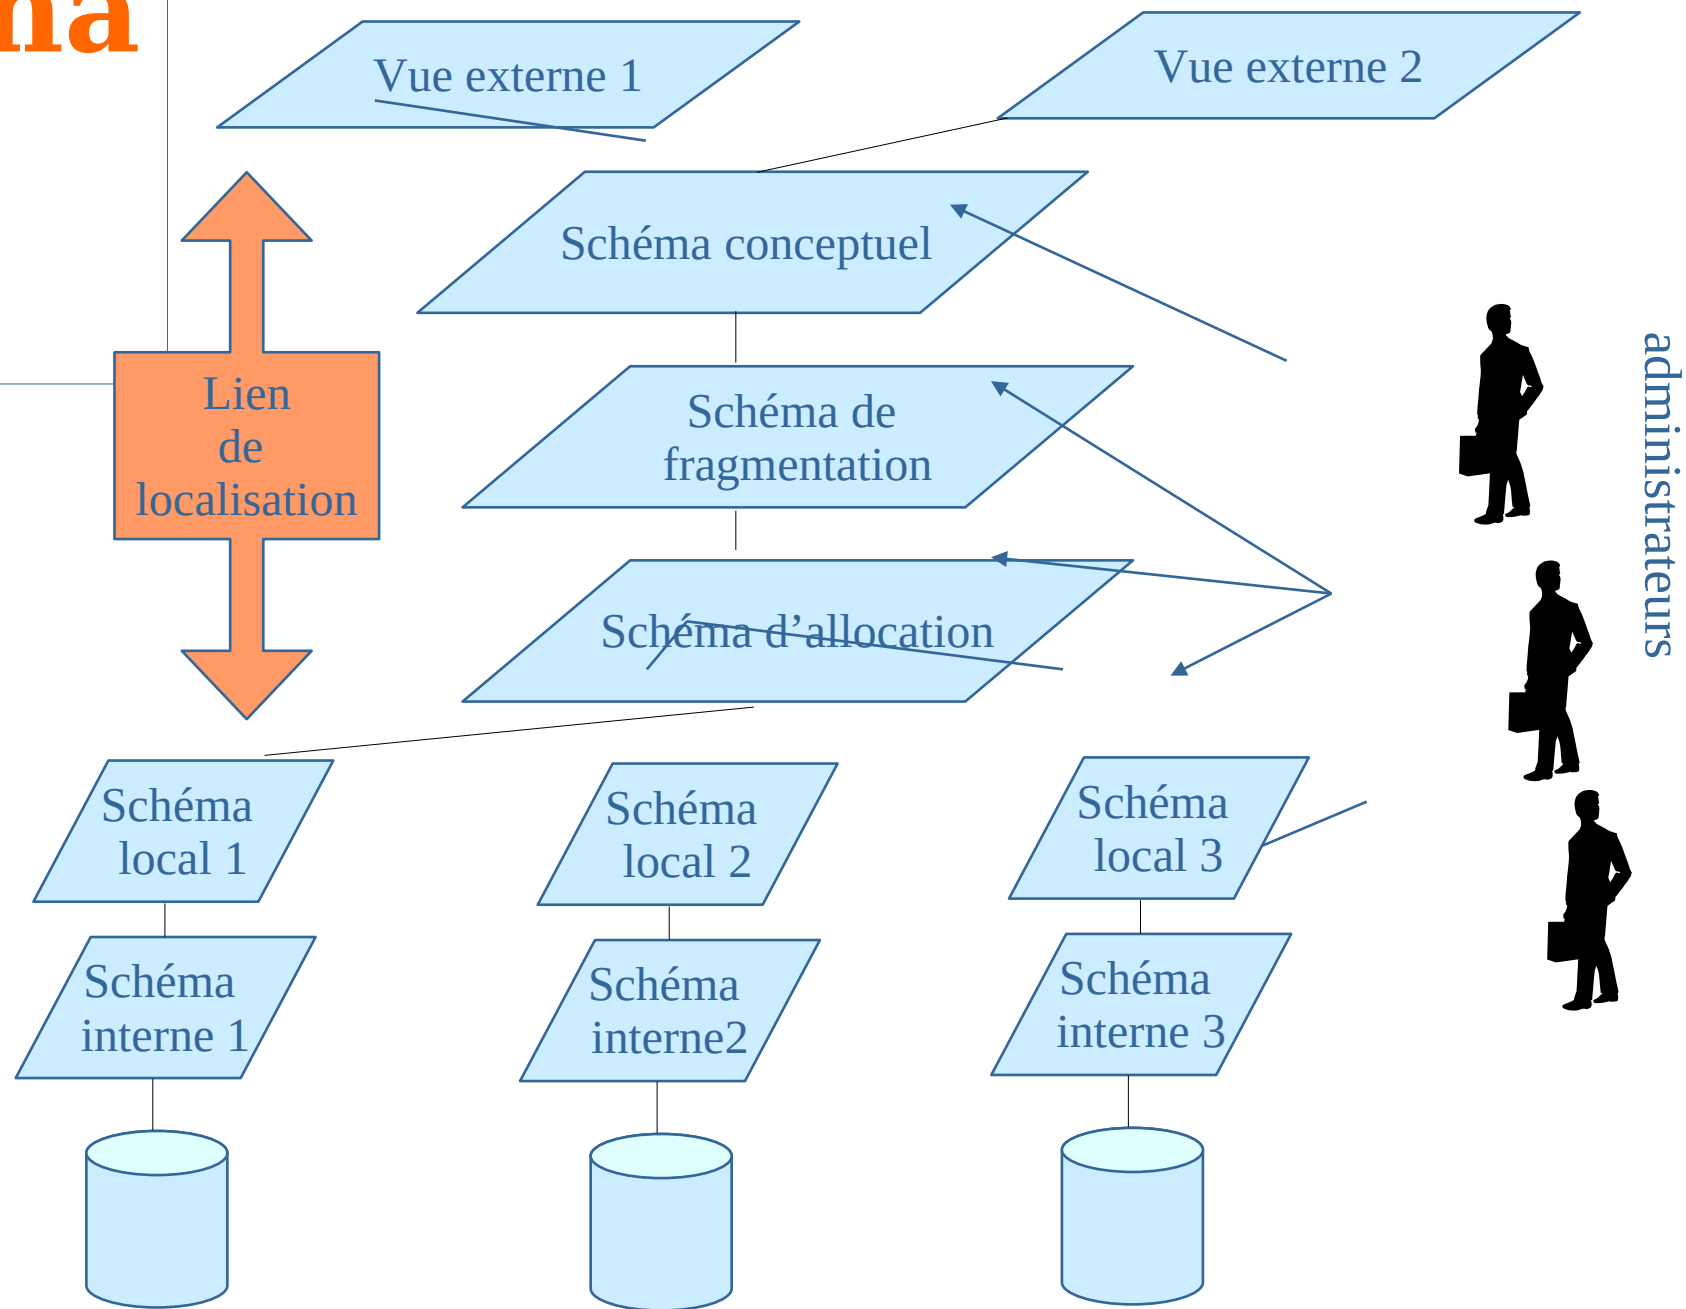 Vue externe 1
Vue externe 2
Schéma conceptuel
Lien
de
localisation
Schéma de
fragmentation
administrateurs
Schéma d’allocation
Schéma
local 1
Schéma
local 2
Schéma
local 3
Schéma
interne 1
Schéma
interne2
Schéma
interne 3